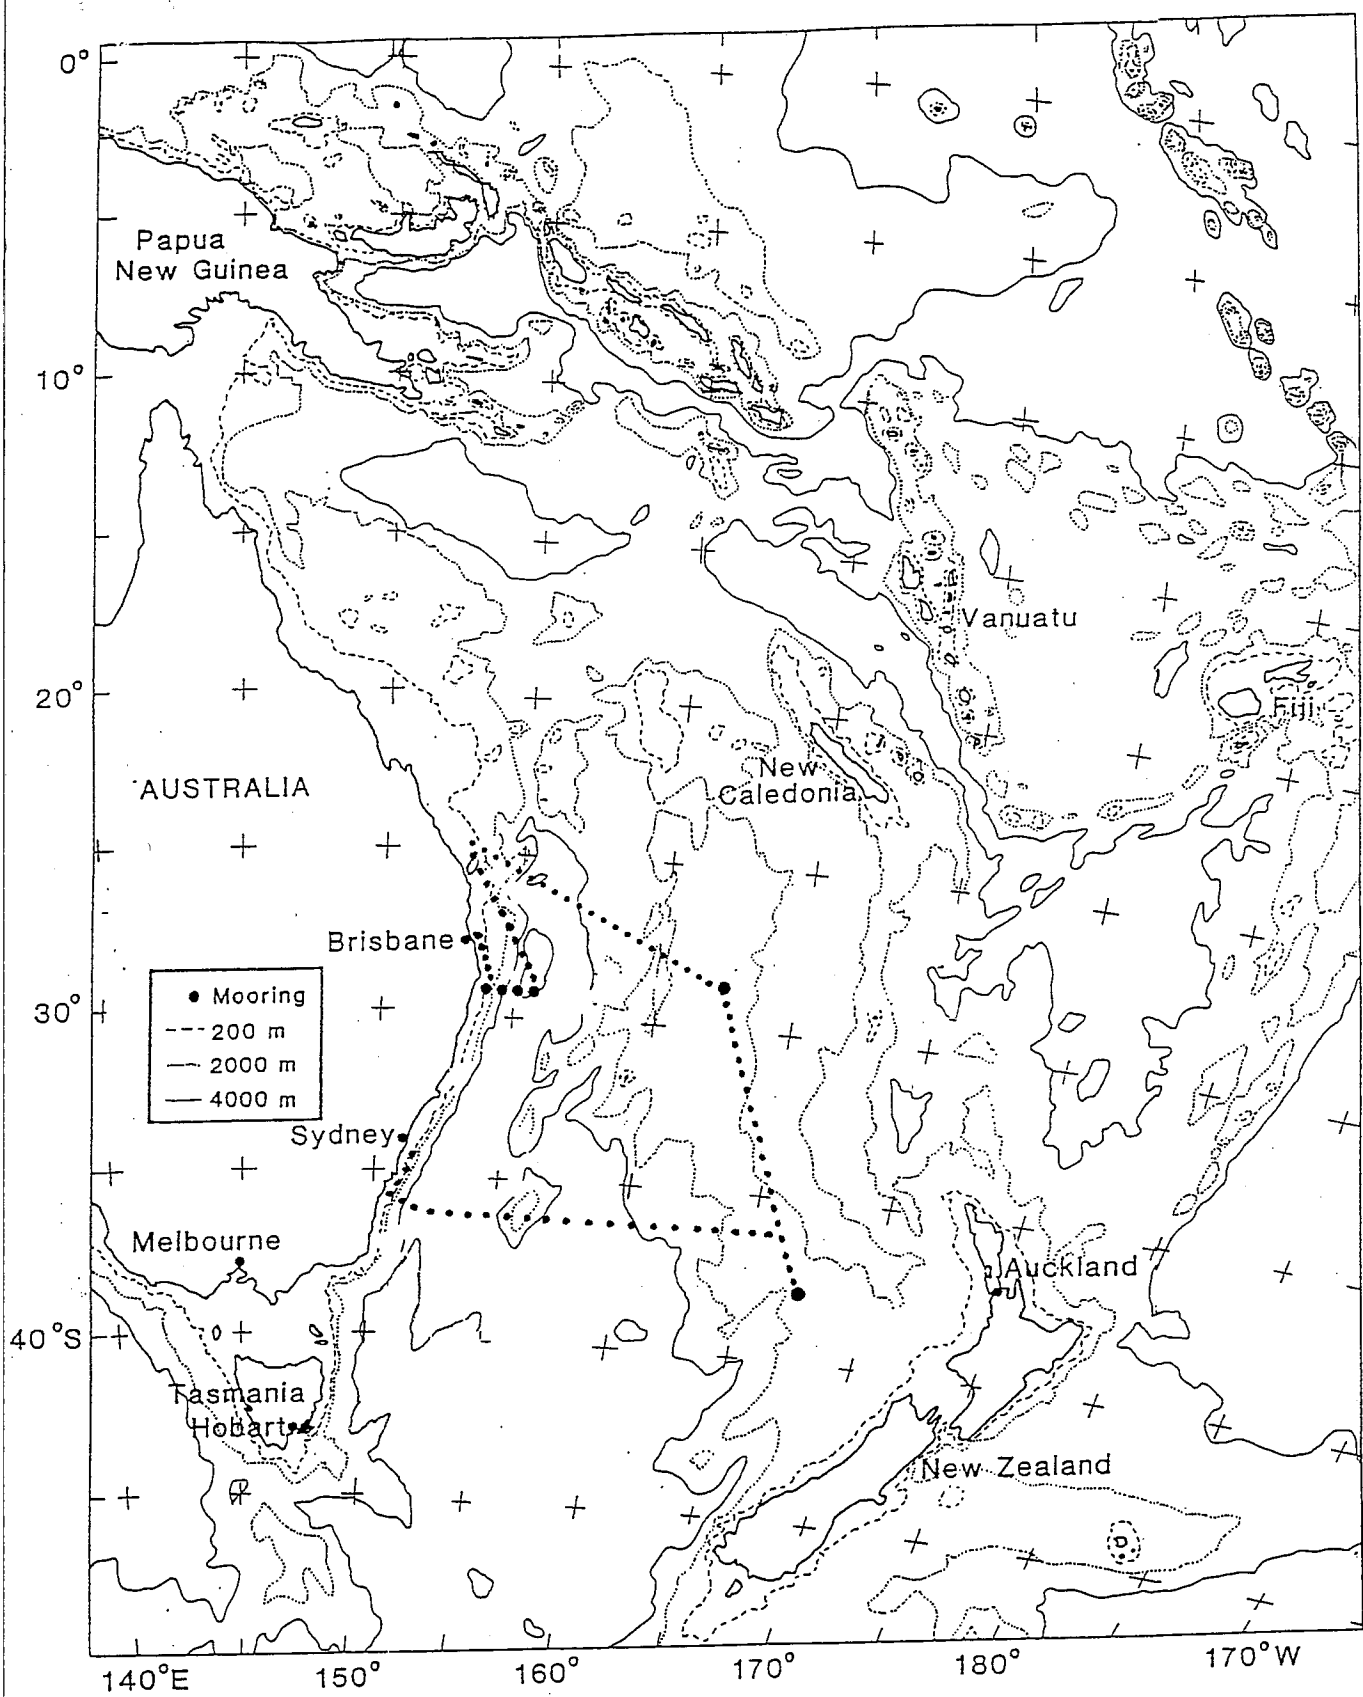 0°
Papua
New Guinea
10°
Vanuatu
20°
Fiji
New
Caledonia
AUSTRALIA
Brisbane
30°
Mooring
200 m
2000 m
4000 m
Sydney
Melbourne
Auckland
40°S
Tasmania
Hobart
New Zealand
140°E
150°
160°
170°
180°
170°W